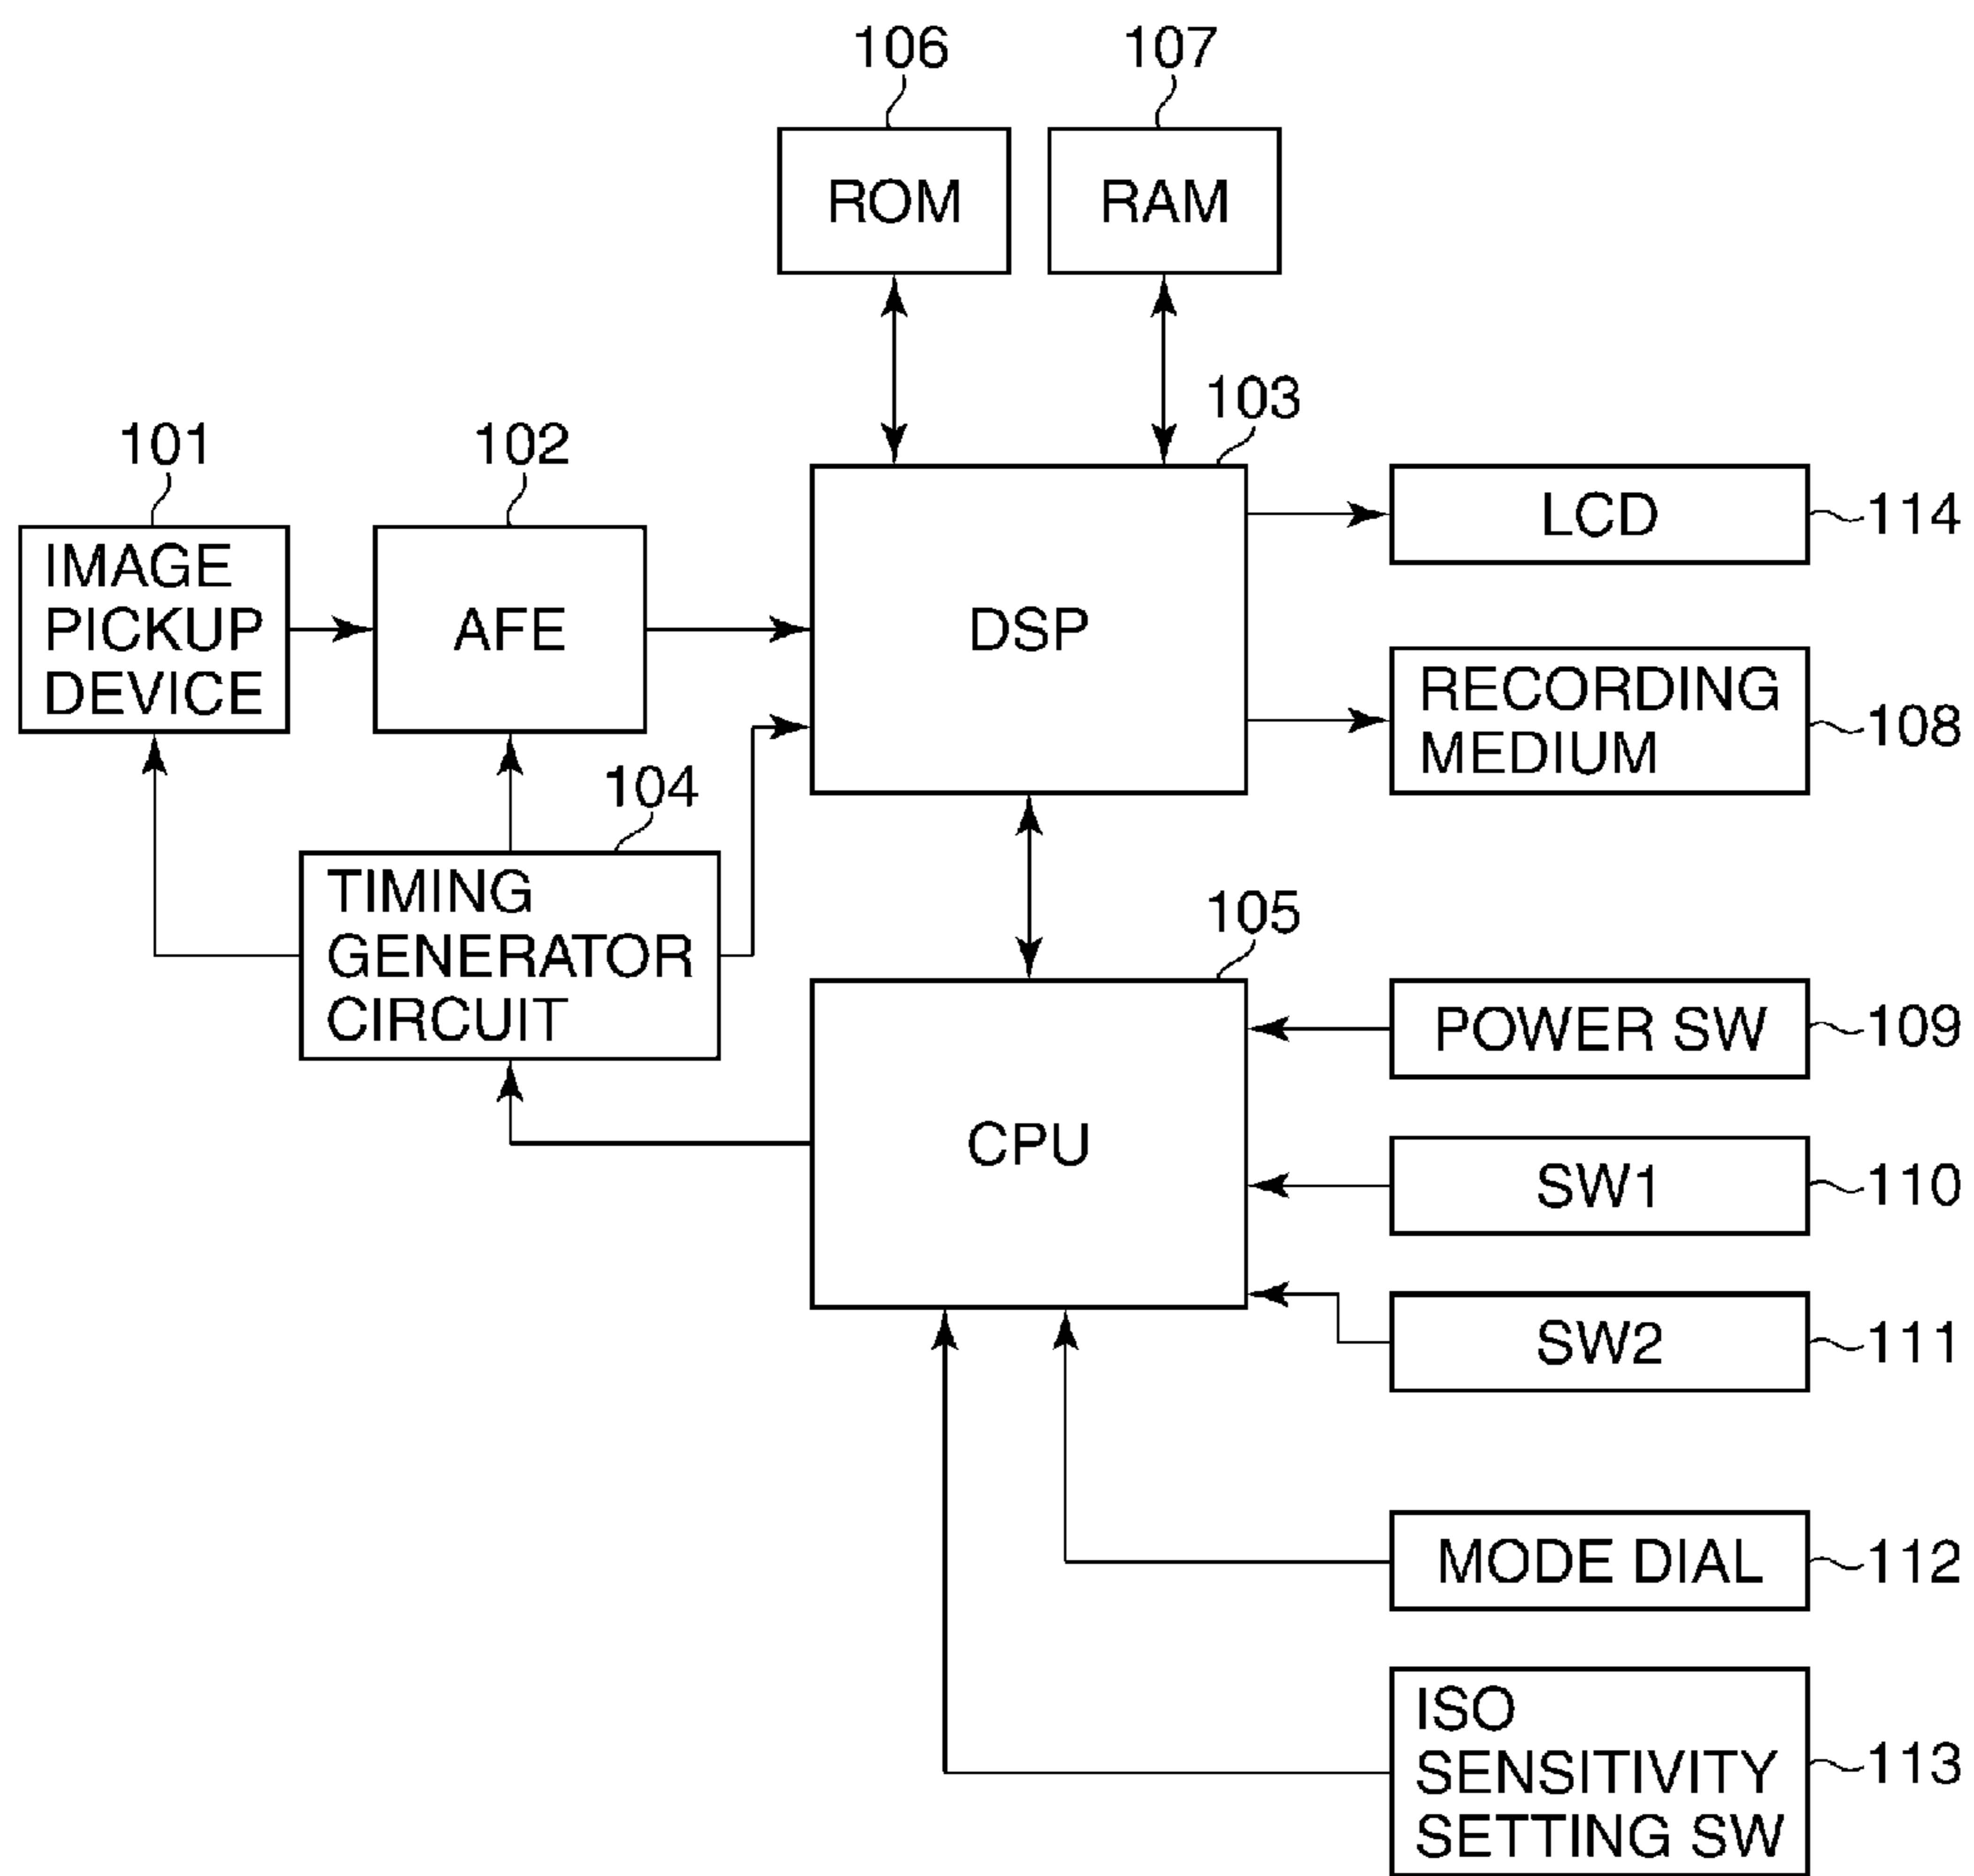 106
107
ROM
RAM
103
101
102
LCD
114
IMAGE
PICKUP
DEVICE
AFE
DSP
RECORDING
MEDIUM
108
104
TIMING
GENERATOR
CIRCUIT
105
POWER SW
109
CPU
SW1
110
SW2
111
MODE DIAL
112
ISO
SENSITIVITY
SETTING SW
113